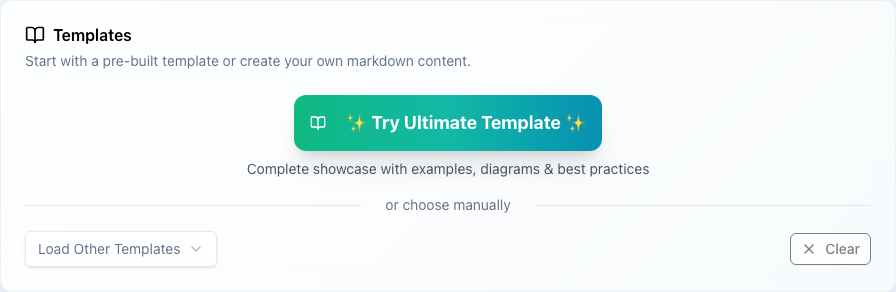 Templates
Start with a pre-built template or create your own markdown content.
✨ Try Ultimate Template ✨
Complete showcase with examples, diagrams & best practices
or choose manually
Load Other Templates
Clear